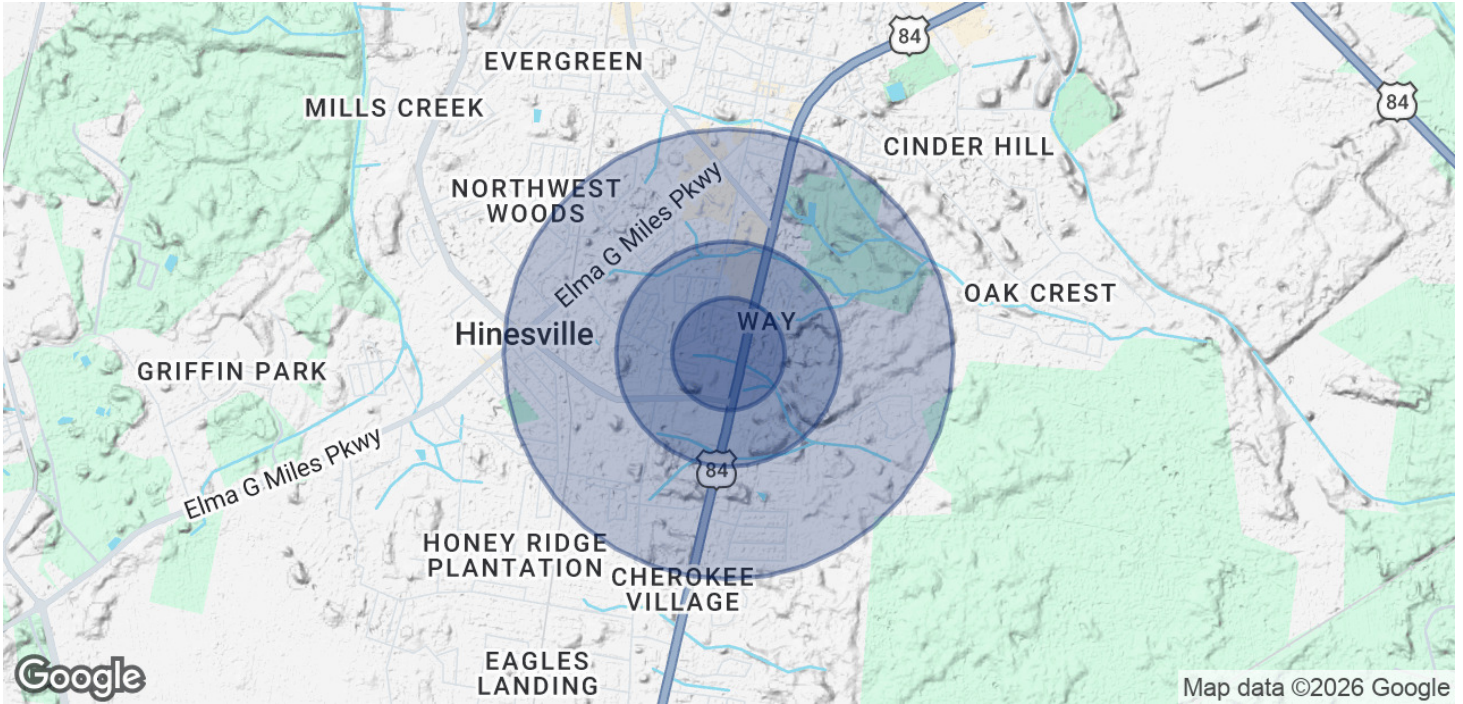 84
EVERGREEN
84
MILLS CREEK
CINDER HILL
NORTHWEST
WOODS
Elma G Miles Pkwy
OAK CREST
WAY
Hinesville
GRIFFIN PARK
Elma G Miles Pkwy
84
HONEY RIDGE
PLANTATION
CHEROKEE
VILLAGE
EAGLES
LANDING
Google
Map data ©2026 Google